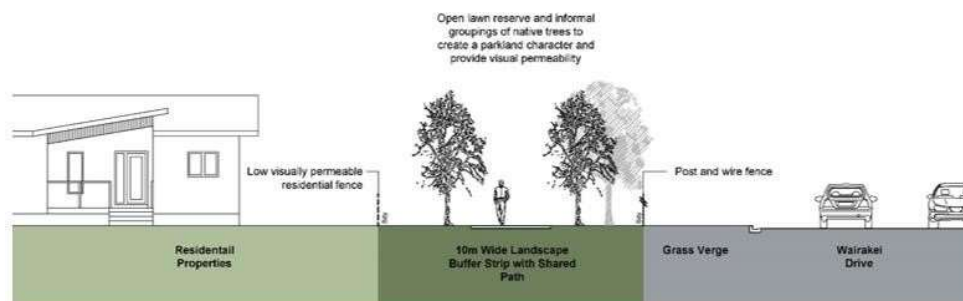 Open lawn reserve and informal
groupings of native trees to
create a parkland character and
provide visual permeability
Low visually permeable
residential fence
Post and wire fence
Residentail
Properties
10m Wide Landscape
Buffer Strip with Shared
Path
Grass Verge
Wairakei
Drive